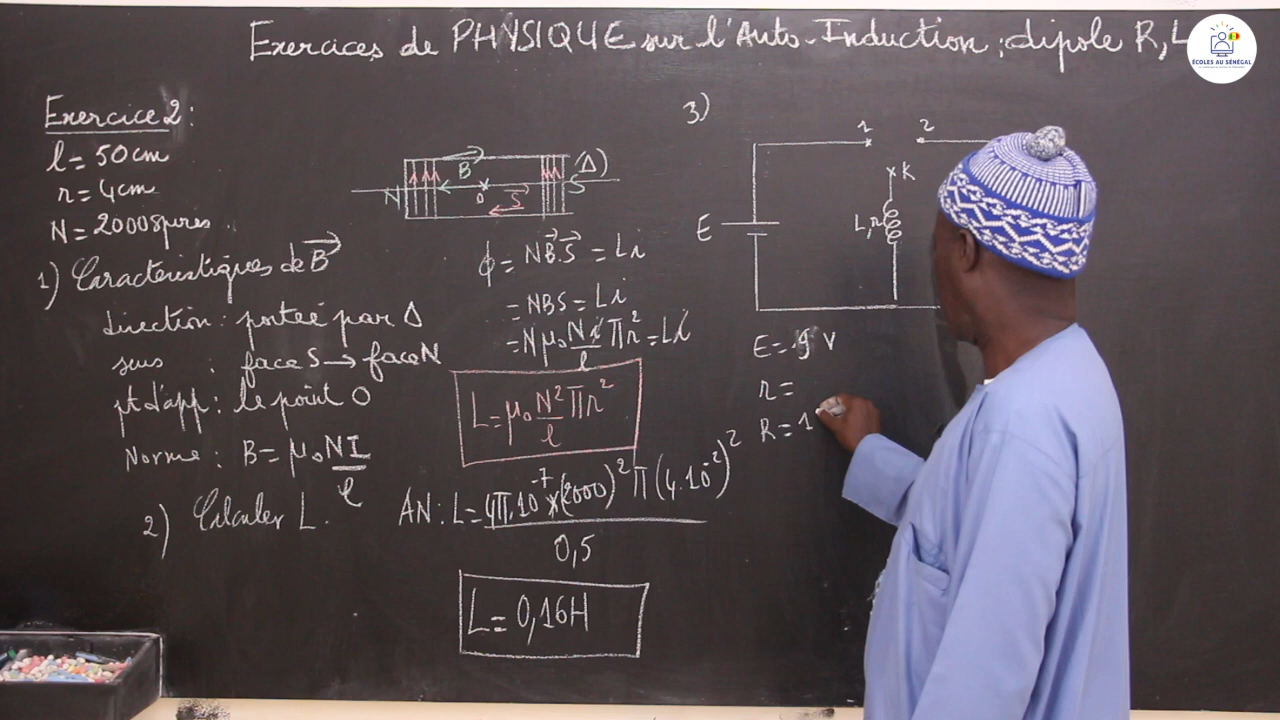 Exercices de PHYSIQUE sur l'Auto-Induction : dipole R, L
ÉCOLES AU SÉNÉGAL
Exercice 2 :
l = 50 cm
r = 4 cm
N = 2000 spires
1) Caractéristiques de B→
direction : portée par Δ
sens : face S → face N
pt d'app : le point O
Norme : B = μ₀ NI/l
2) Calculer L.
N B O S→ S (Δ)
ϕ = N B→.S→ = Li
= NBS = Li
= Nμ₀ Ni/l πr² = Li
L = μ₀ N²/l πr²
AN : L = 4π.10⁻⁷ × (2000)² π (4.10⁻²)² / 0,5
L = 0,16H
3)
1 2
K
E L, r
E = 9 V
r =
R = 1